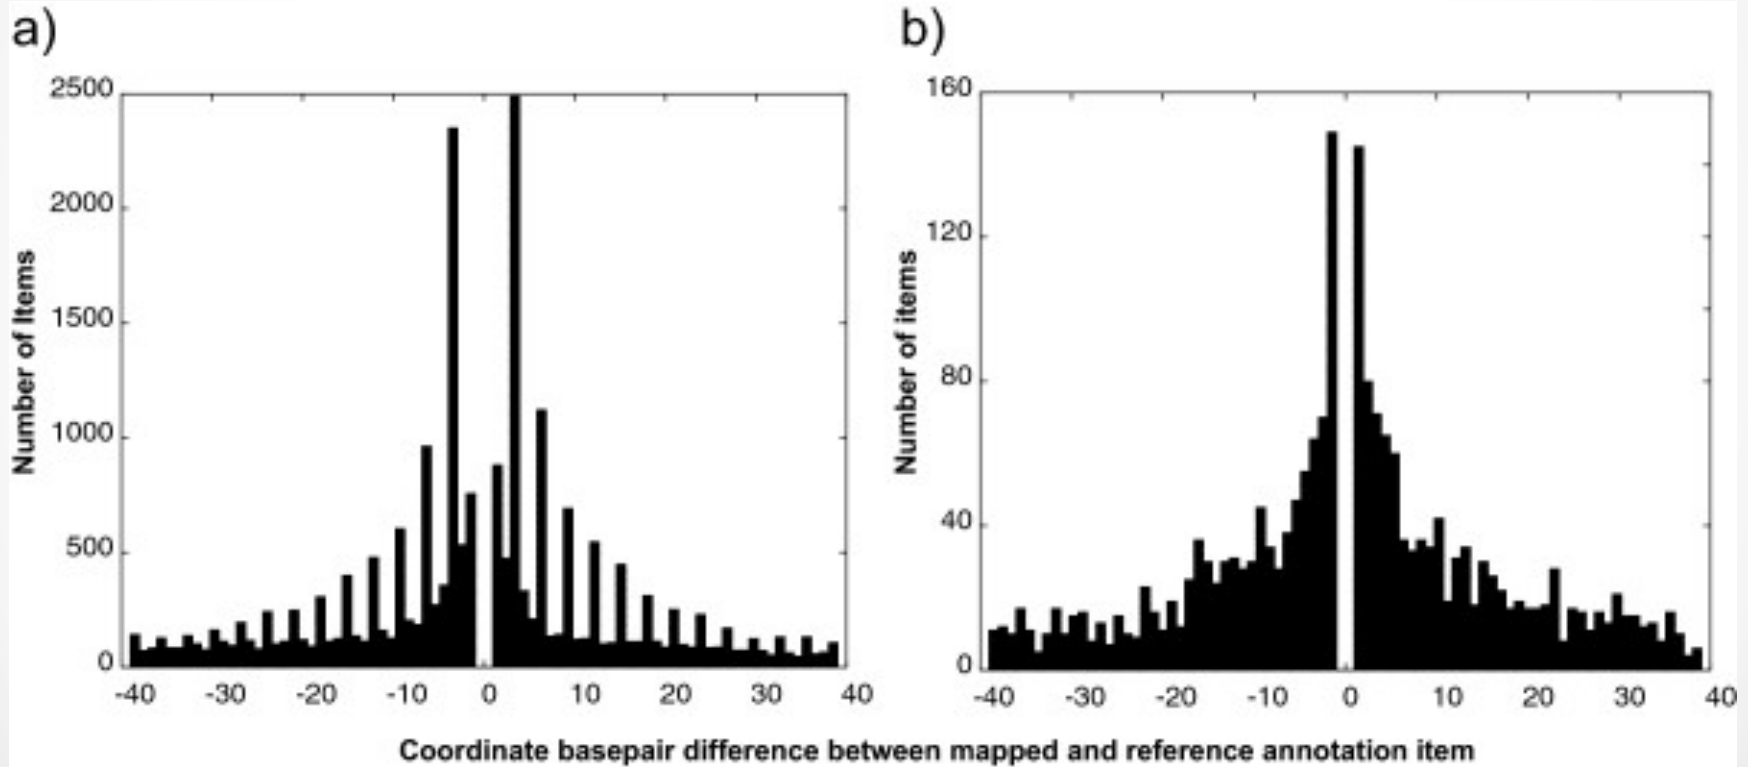 a)
2500
2000
1500
1000
500
0
-40 -30 -20 -10 0 10 20 30 40
Number of Items
b)
160
120
80
40
0
-40 -30 -20 -10 0 10 20 30 40
Number of items
Coordinate basepair difference between mapped and reference annotation item